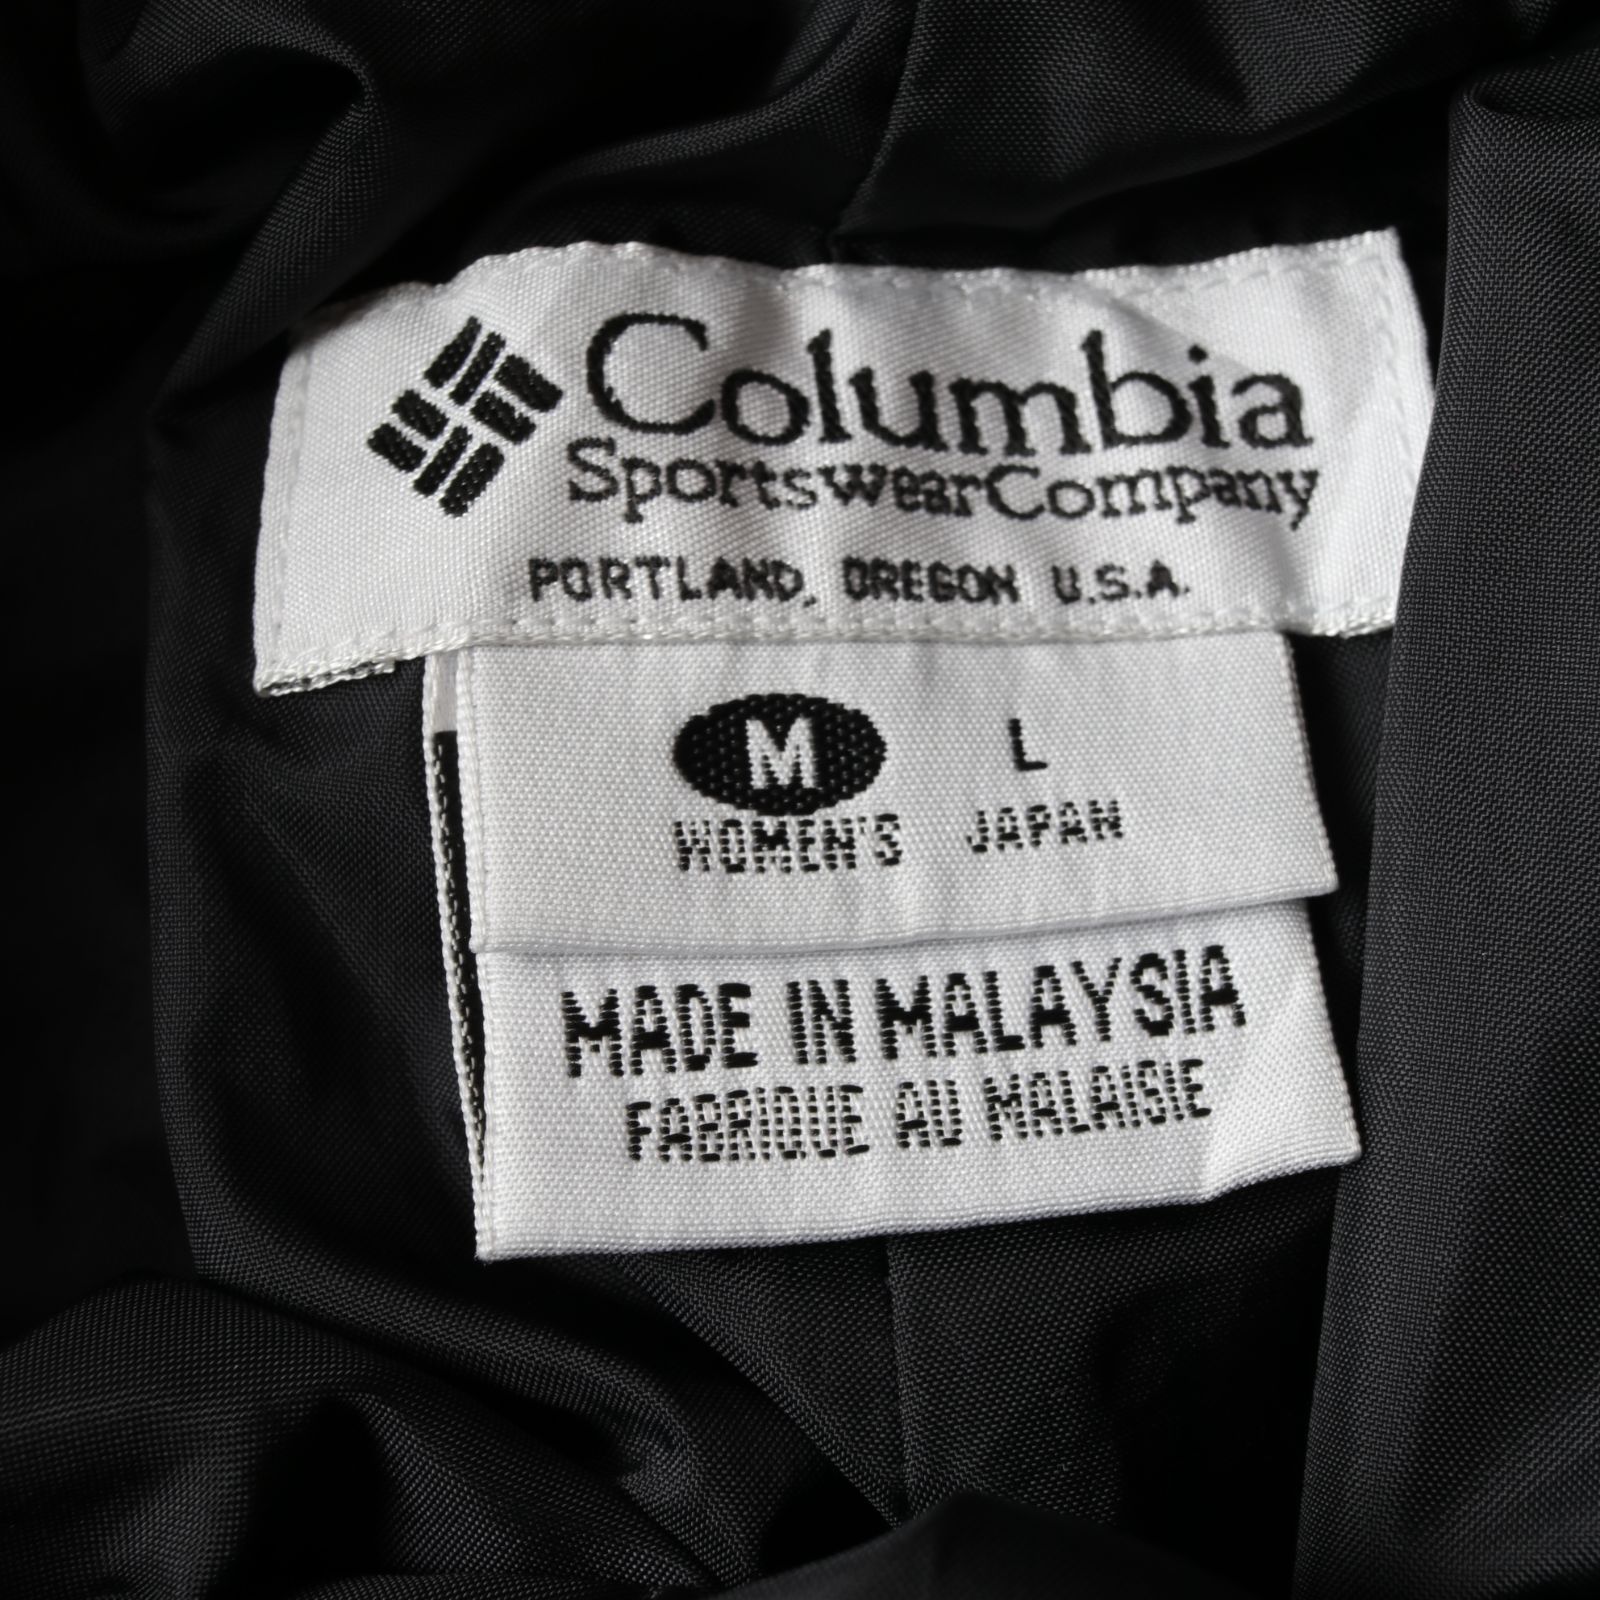 Columbia
SportswearCompany
PORTLAND, OREGON U.S.A.
M L
WOMEN'S JAPAN
MADE IN MALAYSIA
FABRIQUE AU MALAISIE